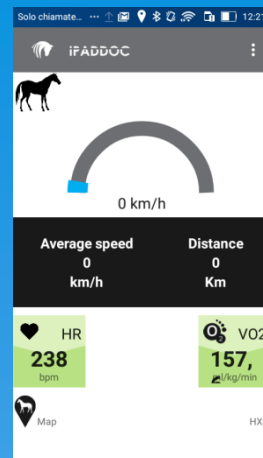 Solo chiamate... ... 12:21
iFADDOC
0 km/h
Average speed Distance
0 0
km/h Km
HR VO2
238 157,
bpm ml/kg/min
Map HX